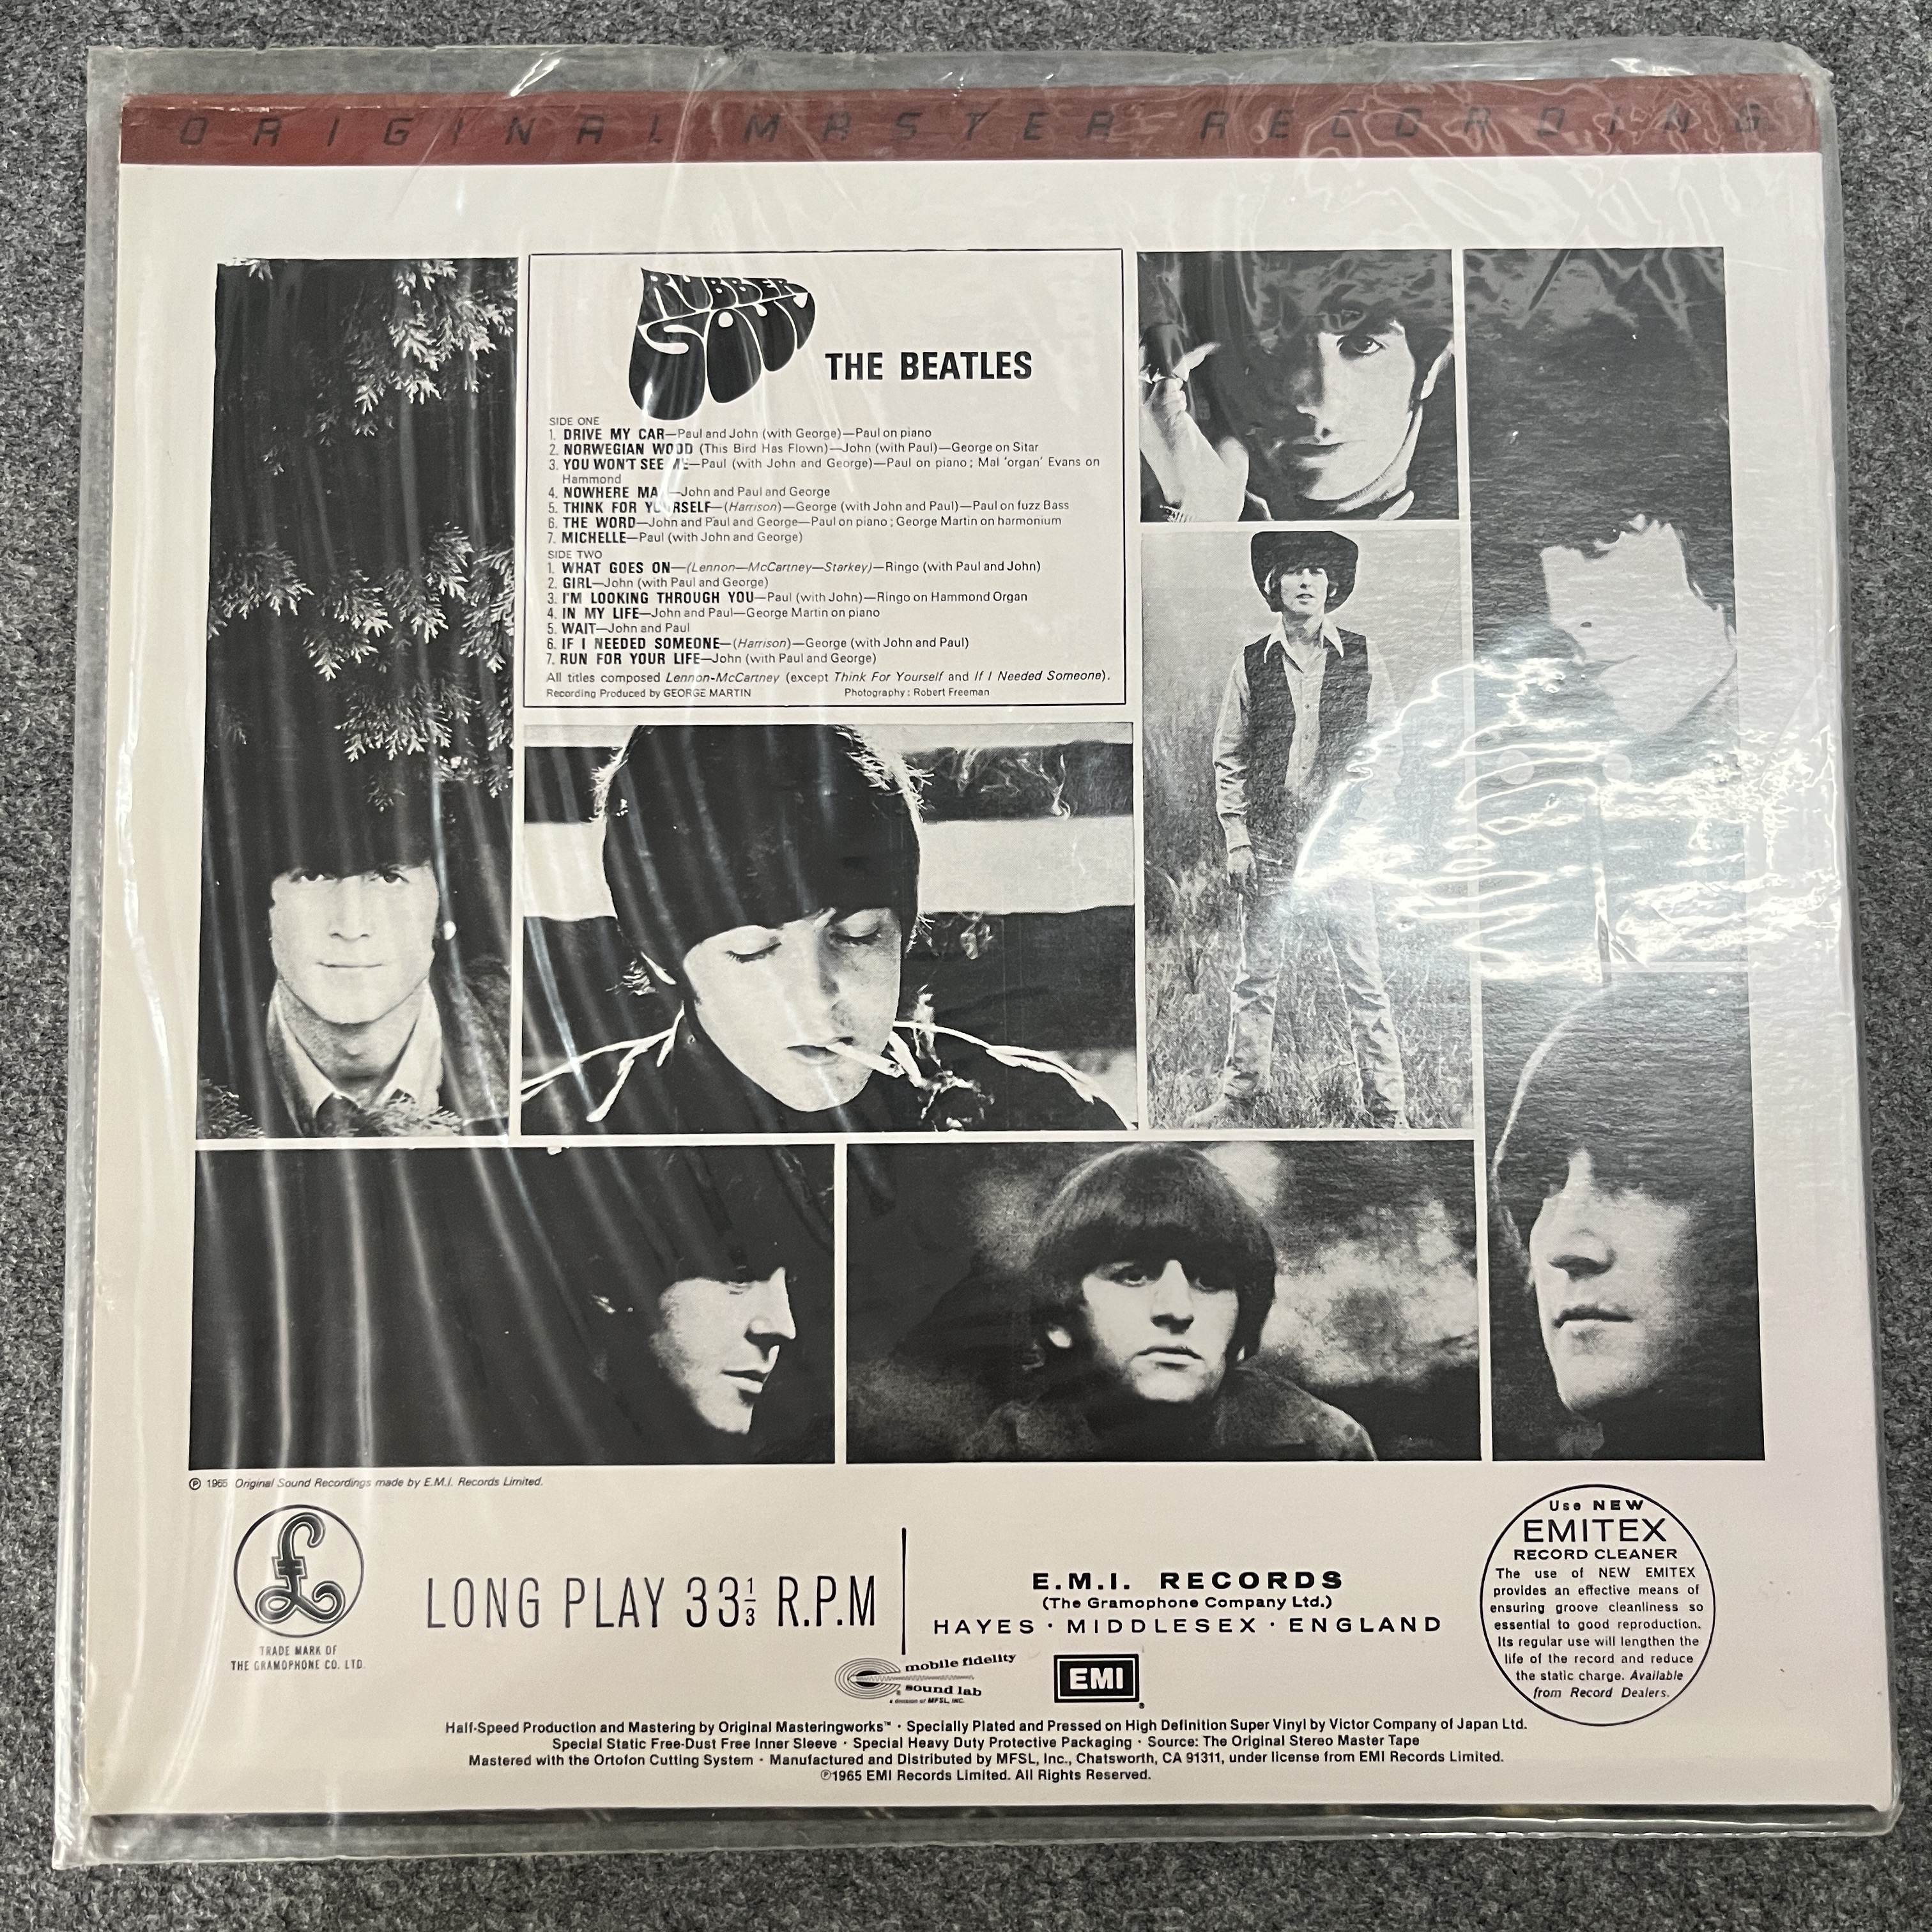 ORIGINAL MASTER RECORDING
RUBBER
SOUL
THE BEATLES
SIDE ONE
1. DRIVE MY CAR—Paul and John (with George)—Paul on piano
2. NORWEGIAN WOOD (This Bird Has Flown)—John (with Paul)—George on Sitar
3. YOU WON'T SEE ME—Paul (with John and George)—Paul on piano; Mal 'organ' Evans on
Hammond
4. NOWHERE MA —John and Paul and George
5. THINK FOR YOURSELF—(Harrison)—George (with John and Paul)—Paul on fuzz Bass
6. THE WORD—John and Paul and George—Paul on piano; George Martin on harmonium
7. MICHELLE—Paul (with John and George)
SIDE TWO
1. WHAT GOES ON—(Lennon—McCartney—Starkey)—Ringo (with Paul and John)
2. GIRL—John (with Paul and George)
3. I'M LOOKING THROUGH YOU—Paul (with John)—Ringo on Hammond Organ
4. IN MY LIFE—John and Paul—George Martin on piano
5. WAIT—John and Paul
6. IF I NEEDED SOMEONE—(Harrison)—George (with John and Paul)
7. RUN FOR YOUR LIFE—John (with Paul and George)
All titles composed Lennon-McCartney (except Think For Yourself and If I Needed Someone).
Recording Produced by GEORGE MARTIN Photography: Robert Freeman
℗ 1965 Original Sound Recordings made by E.M.I. Records Limited.
£
TRADE MARK OF
THE GRAMOPHONE CO. LTD.
LONG PLAY 33⅓ R.P.M
E.M.I. RECORDS
(The Gramophone Company Ltd.)
HAYES · MIDDLESEX · ENGLAND
mobile fidelity
sound lab
a division of MFSL, INC.
EMI
Use NEW
EMITEX
RECORD CLEANER
The use of NEW EMITEX
provides an effective means of
ensuring groove cleanliness so
essential to good reproduction.
Its regular use will lengthen the
life of the record and reduce
the static charge. Available
from Record Dealers.
Half-Speed Production and Mastering by Original Masteringworks™ · Specially Plated and Pressed on High Definition Super Vinyl by Victor Company of Japan Ltd.
Special Static Free-Dust Free Inner Sleeve · Special Heavy Duty Protective Packaging · Source: The Original Stereo Master Tape
Mastered with the Ortofon Cutting System · Manufactured and Distributed by MFSL, Inc., Chatsworth, CA 91311, under license from EMI Records Limited.
℗1965 EMI Records Limited. All Rights Reserved.